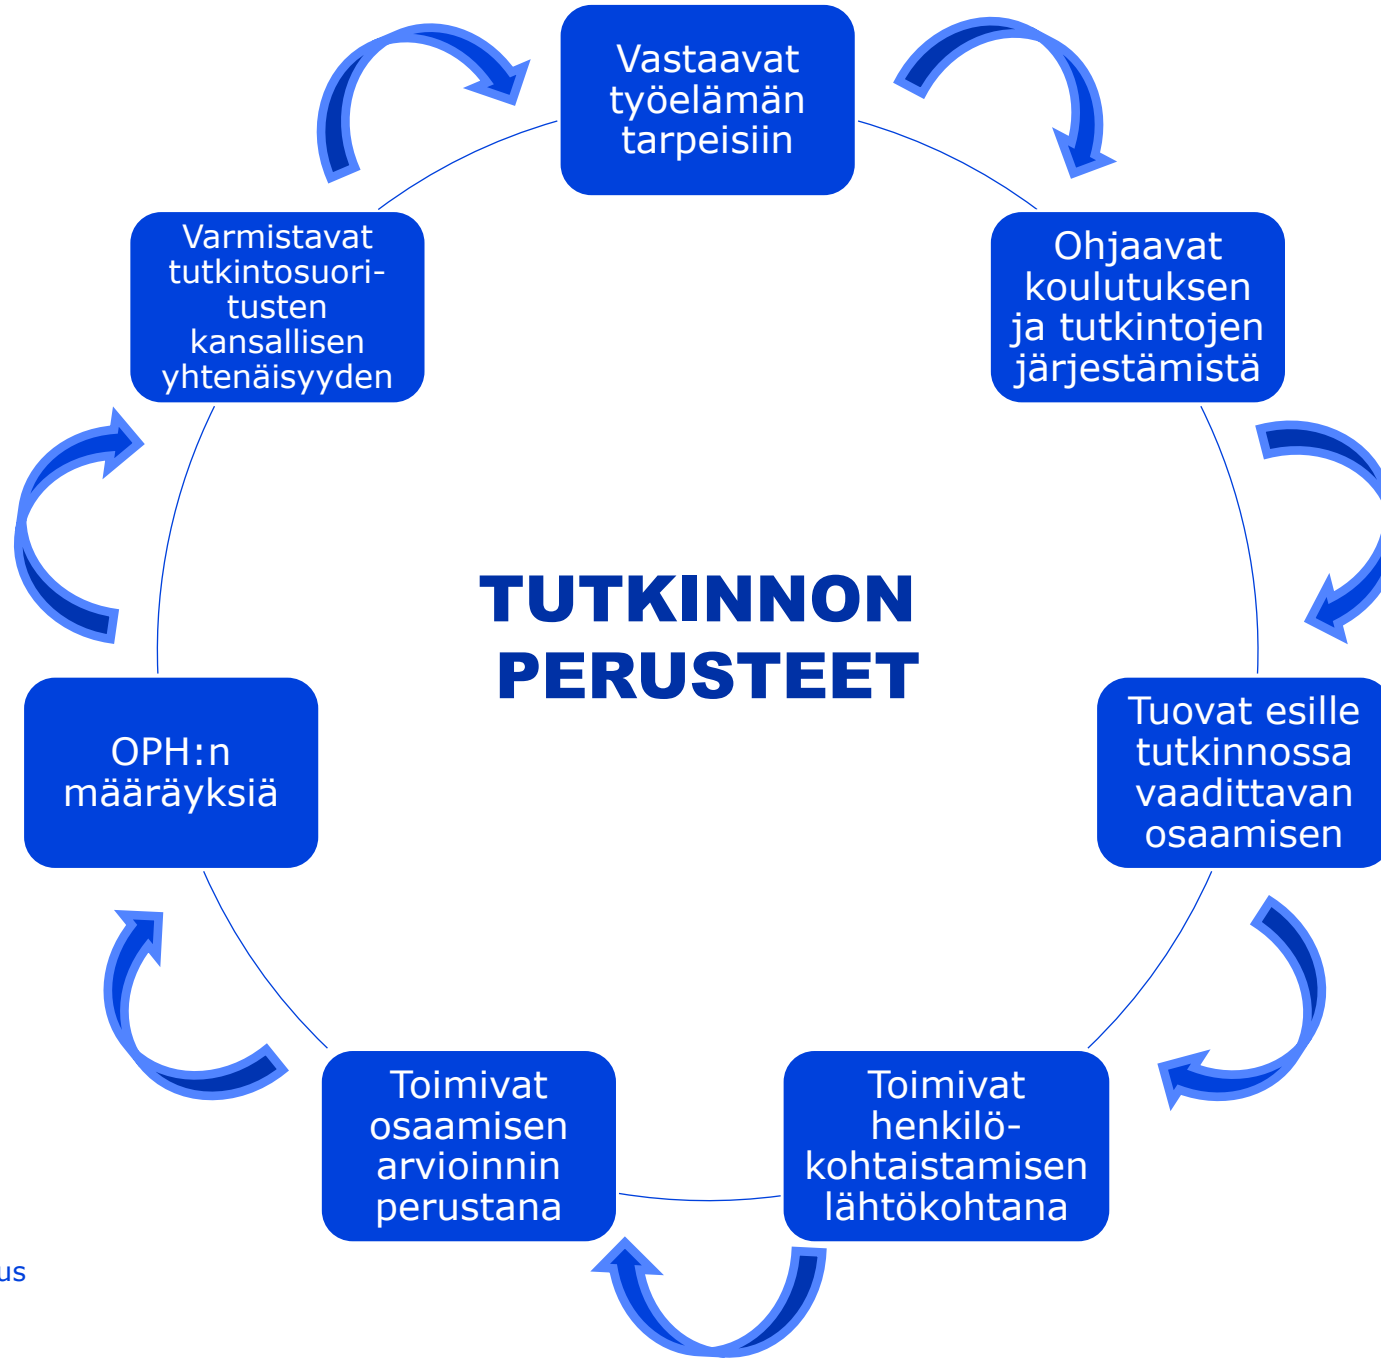 Vastaavat
työelämän
tarpeisiin
Ohjaavat
koulutuksen
ja tutkintojen
järjestämistä
Tuovat esille
tutkinnossa
vaadittavan
osaamisen
Toimivat
henkilö-
kohtaistamisen
lähtökohtana
Toimivat
osaamisen
arvioinnin
perustana
OPH:n
määräyksiä
Varmistavat
tutkintosuori-
tusten
kansallisen
yhtenäisyyden
TUTKINNON
PERUSTEET
us